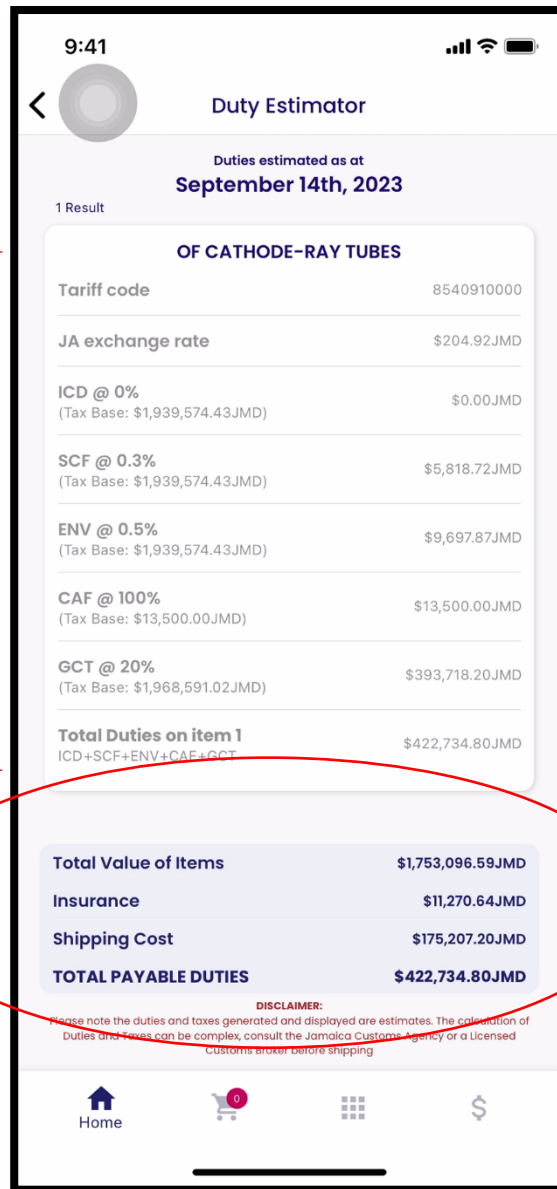 9:41
Duty Estimator
Duties estimated as at
September 14th, 2023
1 Result
OF CATHODE-RAY TUBES
Tariff code 8540910000
JA exchange rate $204.92JMD
ICD @ 0% $0.00JMD
(Tax Base: $1,939,574.43JMD)
SCF @ 0.3% $5,818.72JMD
(Tax Base: $1,939,574.43JMD)
ENV @ 0.5% $9,697.87JMD
(Tax Base: $1,939,574.43JMD)
CAF @ 100% $13,500.00JMD
(Tax Base: $13,500.00JMD)
GCT @ 20% $393,718.20JMD
(Tax Base: $1,968,591.02JMD)
Total Duties on item 1 $422,734.80JMD
ICD+SCF+ENV+CAF+GCT
Total Value of Items $1,753,096.59JMD
Insurance $11,270.64JMD
Shipping Cost $175,207.20JMD
TOTAL PAYABLE DUTIES $422,734.80JMD
DISCLAIMER:
Please note the duties and taxes generated and displayed are estimates. The calculation of
Duties and Taxes can be complex, consult the Jamaica Customs Agency or a Licensed
Customs Broker before shipping
0
Home
$